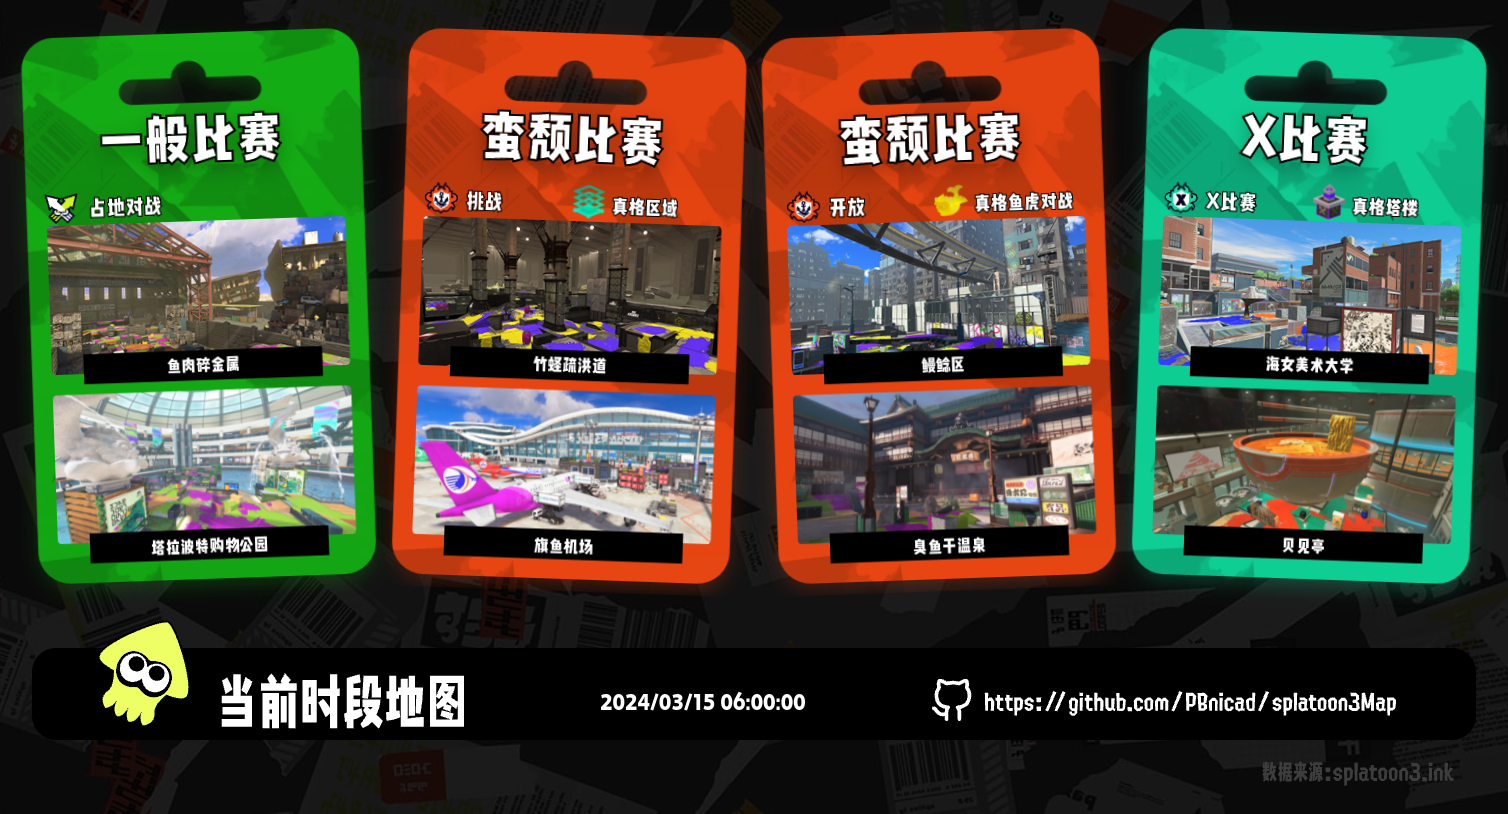 一般比赛
占地对战
鱼肉碎金属
塔拉波特购物公园
蛮颓比赛
挑战
真格区域
竹蛏疏洪道
旗鱼机场
蛮颓比赛
开放
真格鱼虎对战
鳗鲶区
臭鱼干温泉
X比赛
X比赛
真格塔楼
海女美术大学
贝见亭
当前时段地图
2024/03/15 06:00:00
https://github.com/PBnicad/splatoon3Map
数据来源:splatoon3.ink